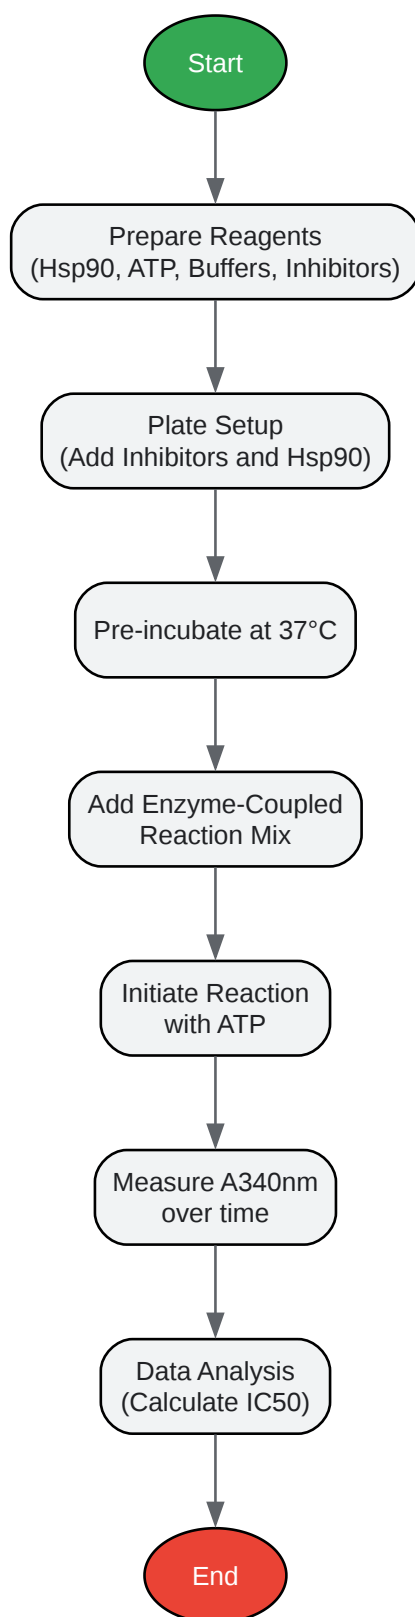 Start
Prepare Reagents
(Hsp90, ATP, Buffers, Inhibitors)
Plate Setup
(Add Inhibitors and Hsp90)
Pre-incubate at 37°C
Add Enzyme-Coupled
Reaction Mix
Initiate Reaction
with ATP
Measure A340nm
over time
Data Analysis
(Calculate IC50)
End